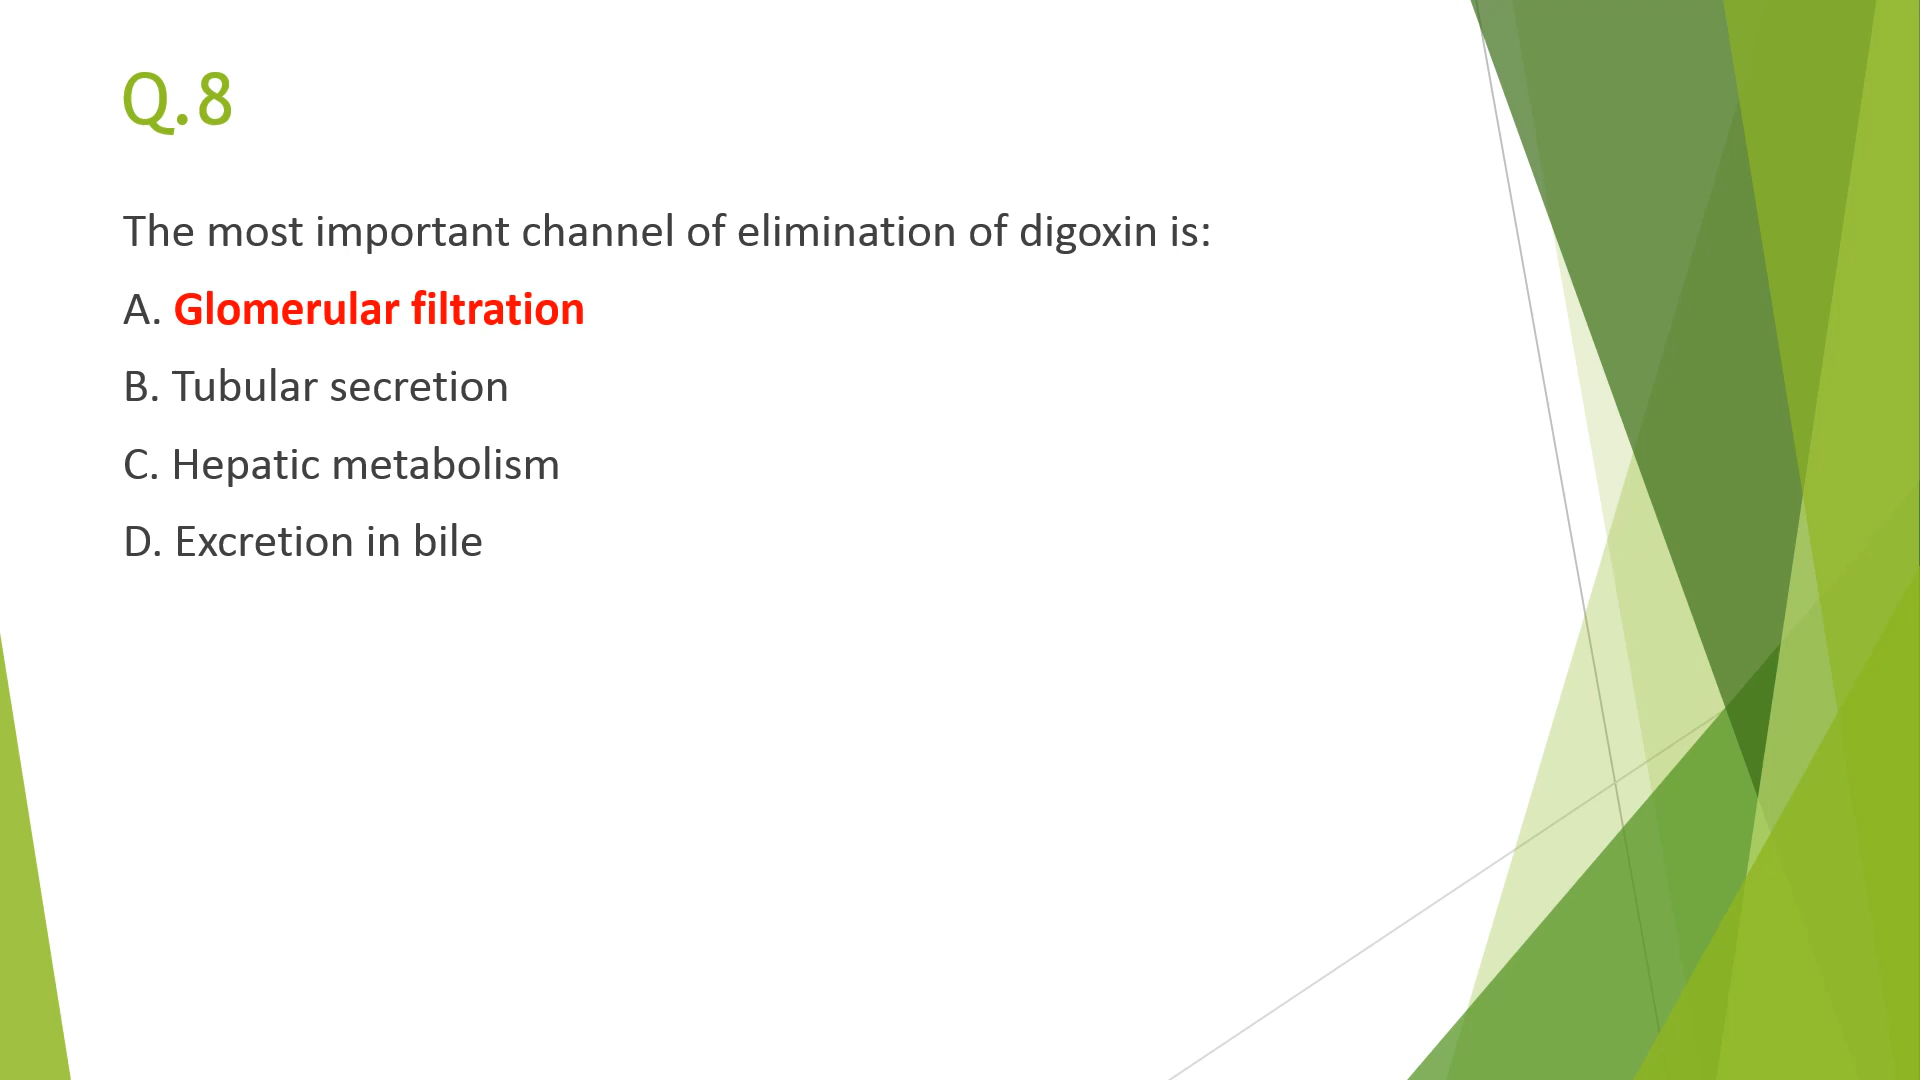 Q.8
The most important channel of elimination of digoxin is:
A. Glomerular filtration
B. Tubular secretion
C. Hepatic metabolism
D. Excretion in bile